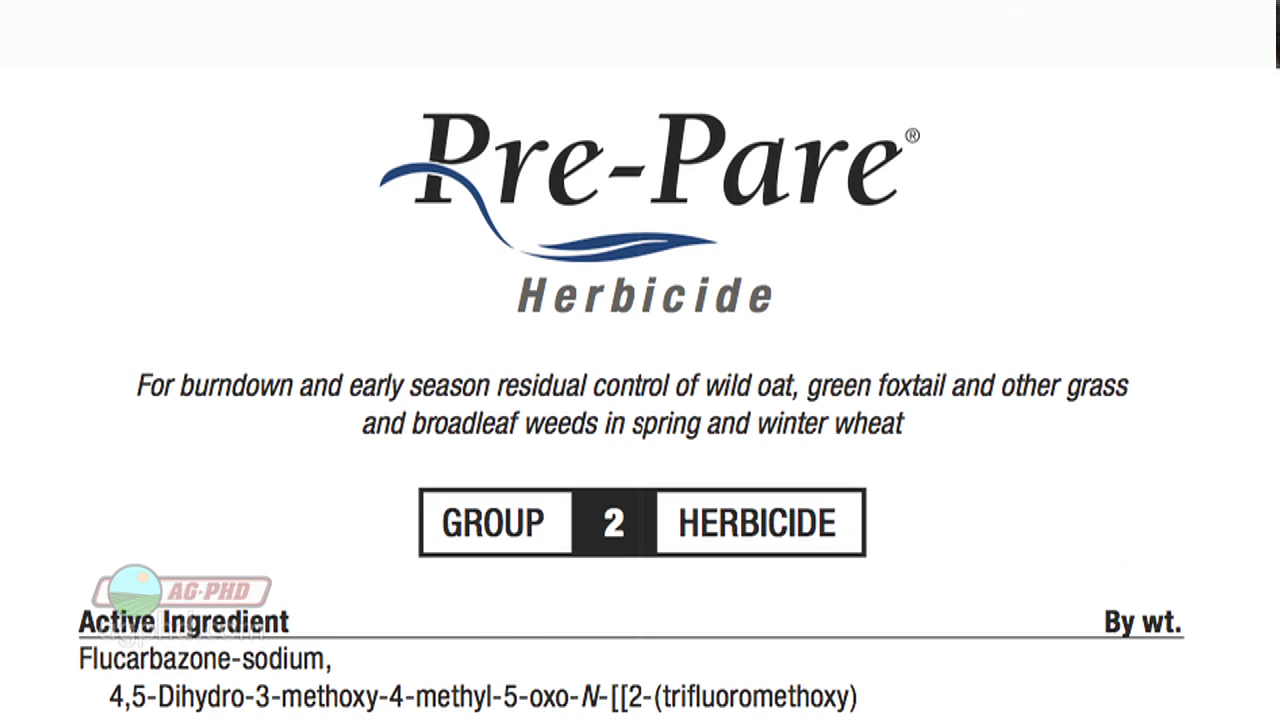 Pre-Pare®
Herbicide
For burndown and early season residual control of wild oat, green foxtail and other grass
and broadleaf weeds in spring and winter wheat
GROUP 2 HERBICIDE
AG·PHD
agphd.com
Active Ingredient By wt.
Flucarbazone-sodium,
4,5-Dihydro-3-methoxy-4-methyl-5-oxo-N-[[2-(trifluoromethoxy)